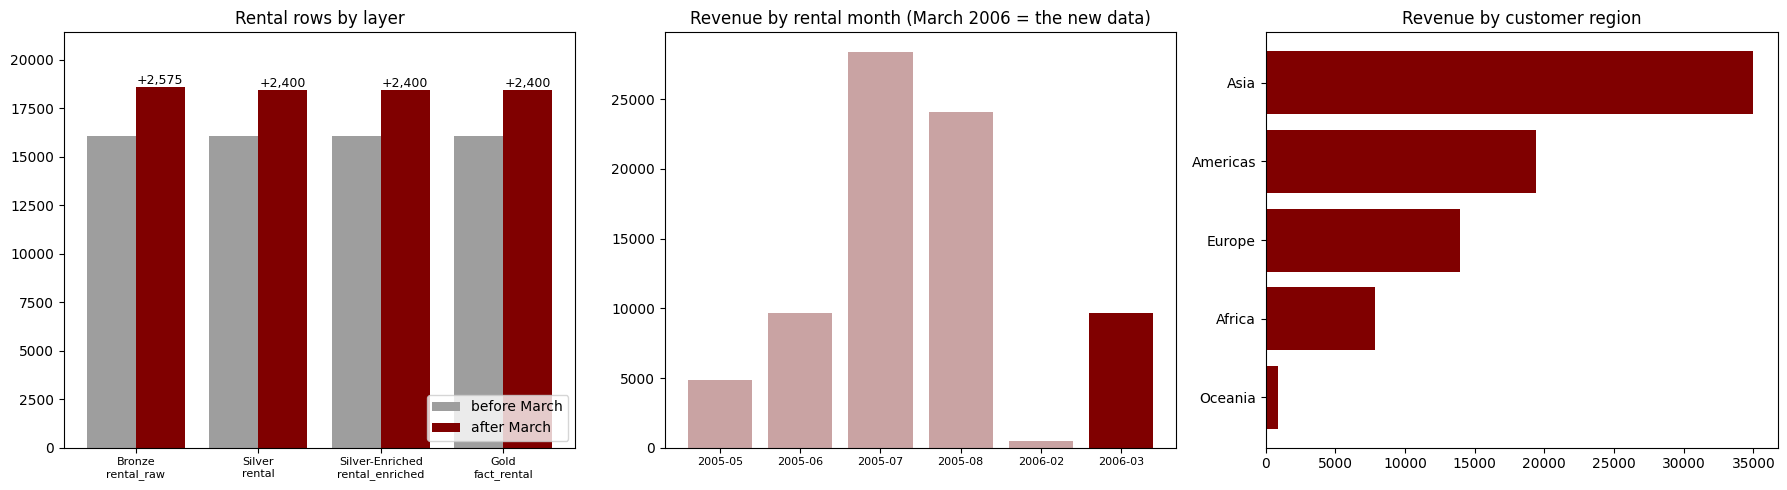 Rental rows by layer
20000
17500
15000
12500
10000
7500
5000
2500
0
+2,575
+2,400
+2,400
+2,400
before March
after March
Bronze
rental_raw
Silver
rental
Silver-Enriched
rental_enriched
Gold
fact_rental
Revenue by rental month (March 2006 = the new data)
25000
20000
15000
10000
5000
0
2005-05
2005-06
2005-07
2005-08
2006-02
2006-03
Revenue by customer region
Asia
Americas
Europe
Africa
Oceania
0
5000
10000
15000
20000
25000
30000
35000